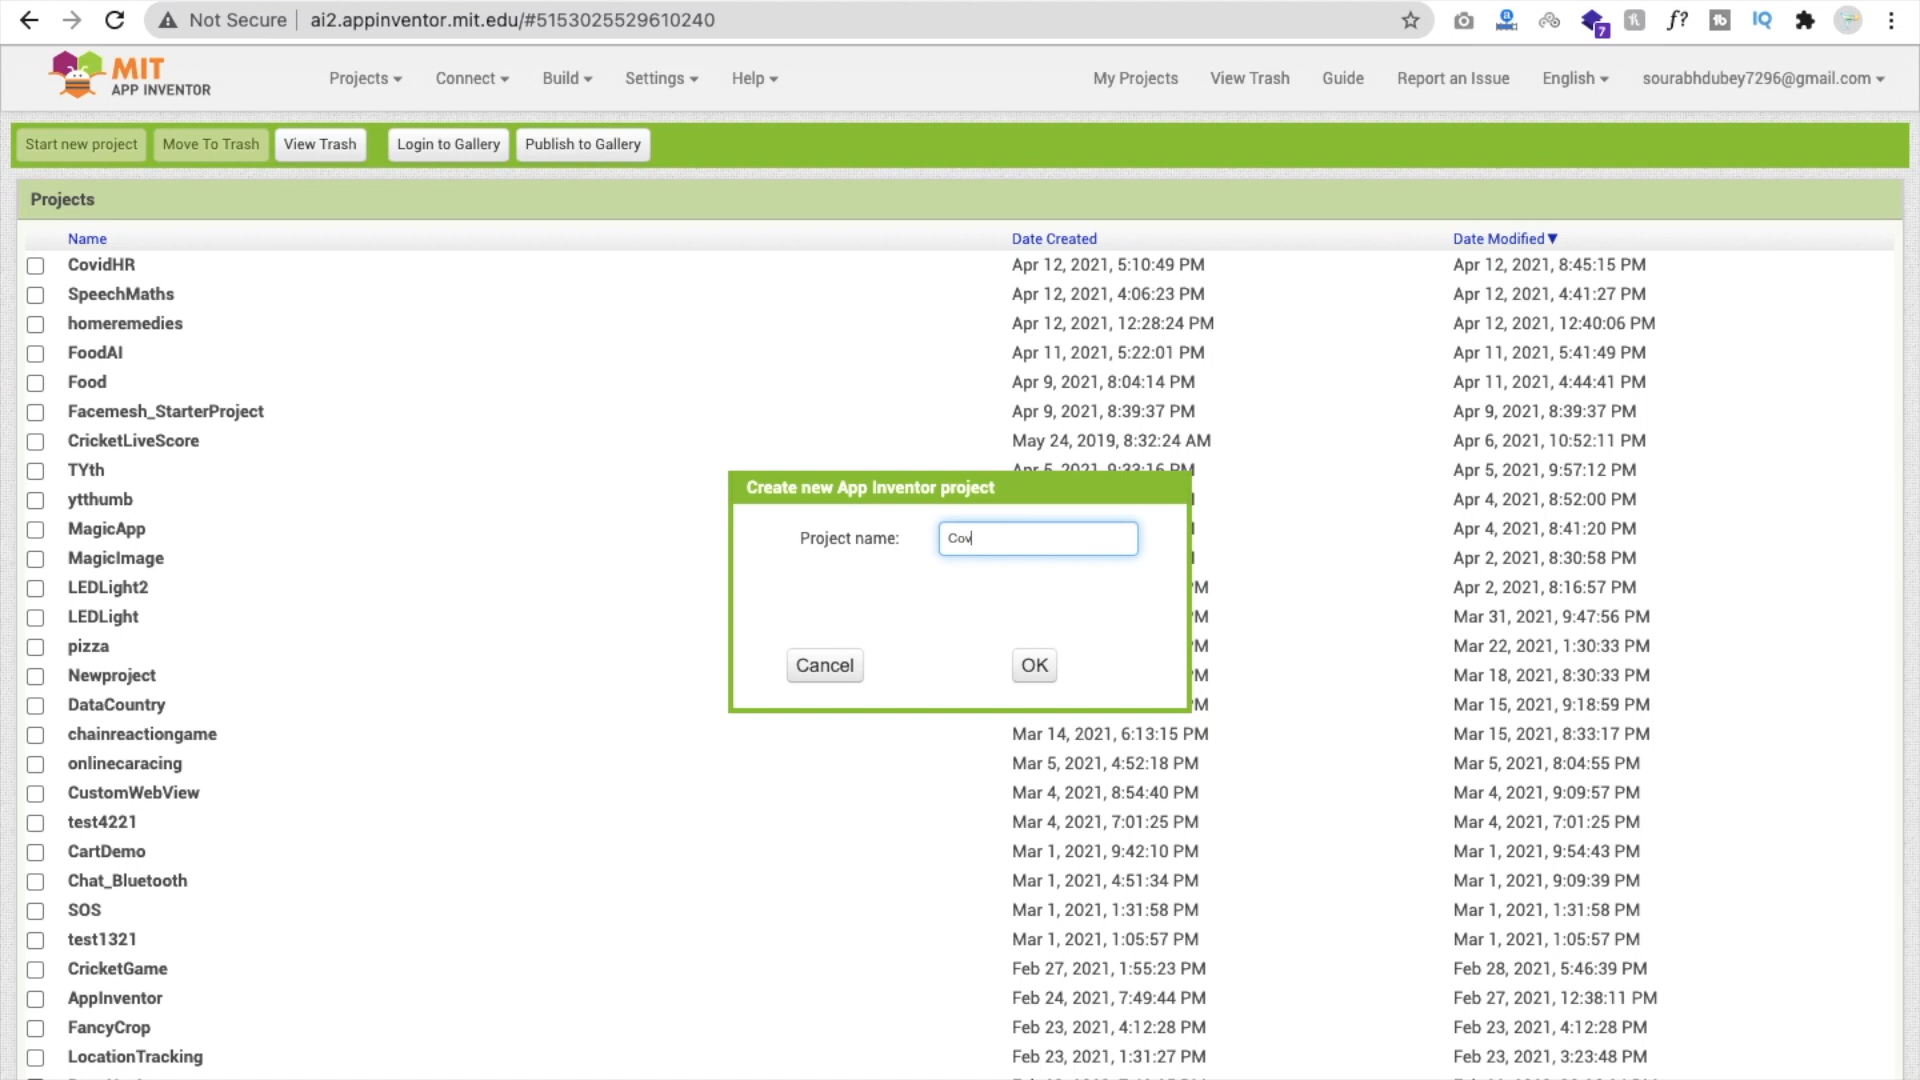 Not Secure ai2.appinventor.mit.edu/#5153025529610240
7
f?
IQ
MIT
APP INVENTOR
Projects Connect Build Settings Help My Projects View Trash Guide Report an Issue English sourabhdubey7296@gmail.com
Start new project Move To Trash View Trash Login to Gallery Publish to Gallery
Projects
Name Date Created Date Modified
CovidHR Apr 12, 2021, 5:10:49 PM Apr 12, 2021, 8:45:15 PM
SpeechMaths Apr 12, 2021, 4:06:23 PM Apr 12, 2021, 4:41:27 PM
homeremedies Apr 12, 2021, 12:28:24 PM Apr 12, 2021, 12:40:06 PM
FoodAI Apr 11, 2021, 5:22:01 PM Apr 11, 2021, 5:41:49 PM
Food Apr 9, 2021, 8:04:14 PM Apr 11, 2021, 4:44:41 PM
Facemesh_StarterProject Apr 9, 2021, 8:39:37 PM Apr 9, 2021, 8:39:37 PM
CricketLiveScore May 24, 2019, 8:32:24 AM Apr 6, 2021, 10:52:11 PM
TYth Apr 5, 2021, 9:33:16 PM Apr 5, 2021, 9:57:12 PM
ytthumb Apr 4, 2021, 8:52:00 PM
MagicApp Apr 4, 2021, 8:41:20 PM
MagicImage Apr 2, 2021, 8:30:58 PM
LEDLight2 Apr 2, 2021, 8:16:57 PM
LEDLight Mar 31, 2021, 9:47:56 PM
pizza Mar 22, 2021, 1:30:33 PM
Newproject Mar 18, 2021, 8:30:33 PM
DataCountry Mar 15, 2021, 9:18:59 PM
chainreactiongame Mar 14, 2021, 6:13:15 PM Mar 15, 2021, 8:33:17 PM
onlinecaracing Mar 5, 2021, 4:52:18 PM Mar 5, 2021, 8:04:55 PM
CustomWebView Mar 4, 2021, 8:54:40 PM Mar 4, 2021, 9:09:57 PM
test4221 Mar 4, 2021, 7:01:25 PM Mar 4, 2021, 7:01:25 PM
CartDemo Mar 1, 2021, 9:42:10 PM Mar 1, 2021, 9:54:43 PM
Chat_Bluetooth Mar 1, 2021, 4:51:34 PM Mar 1, 2021, 9:09:39 PM
SOS Mar 1, 2021, 1:31:58 PM Mar 1, 2021, 1:31:58 PM
test1321 Mar 1, 2021, 1:05:57 PM Mar 1, 2021, 1:05:57 PM
CricketGame Feb 27, 2021, 1:55:23 PM Feb 28, 2021, 5:46:39 PM
AppInventor Feb 24, 2021, 7:49:44 PM Feb 27, 2021, 12:38:11 PM
FancyCrop Feb 23, 2021, 4:12:28 PM Feb 23, 2021, 4:12:28 PM
LocationTracking Feb 23, 2021, 1:31:27 PM Feb 23, 2021, 3:23:48 PM
Create new App Inventor project
Project name: Cov
Cancel OK